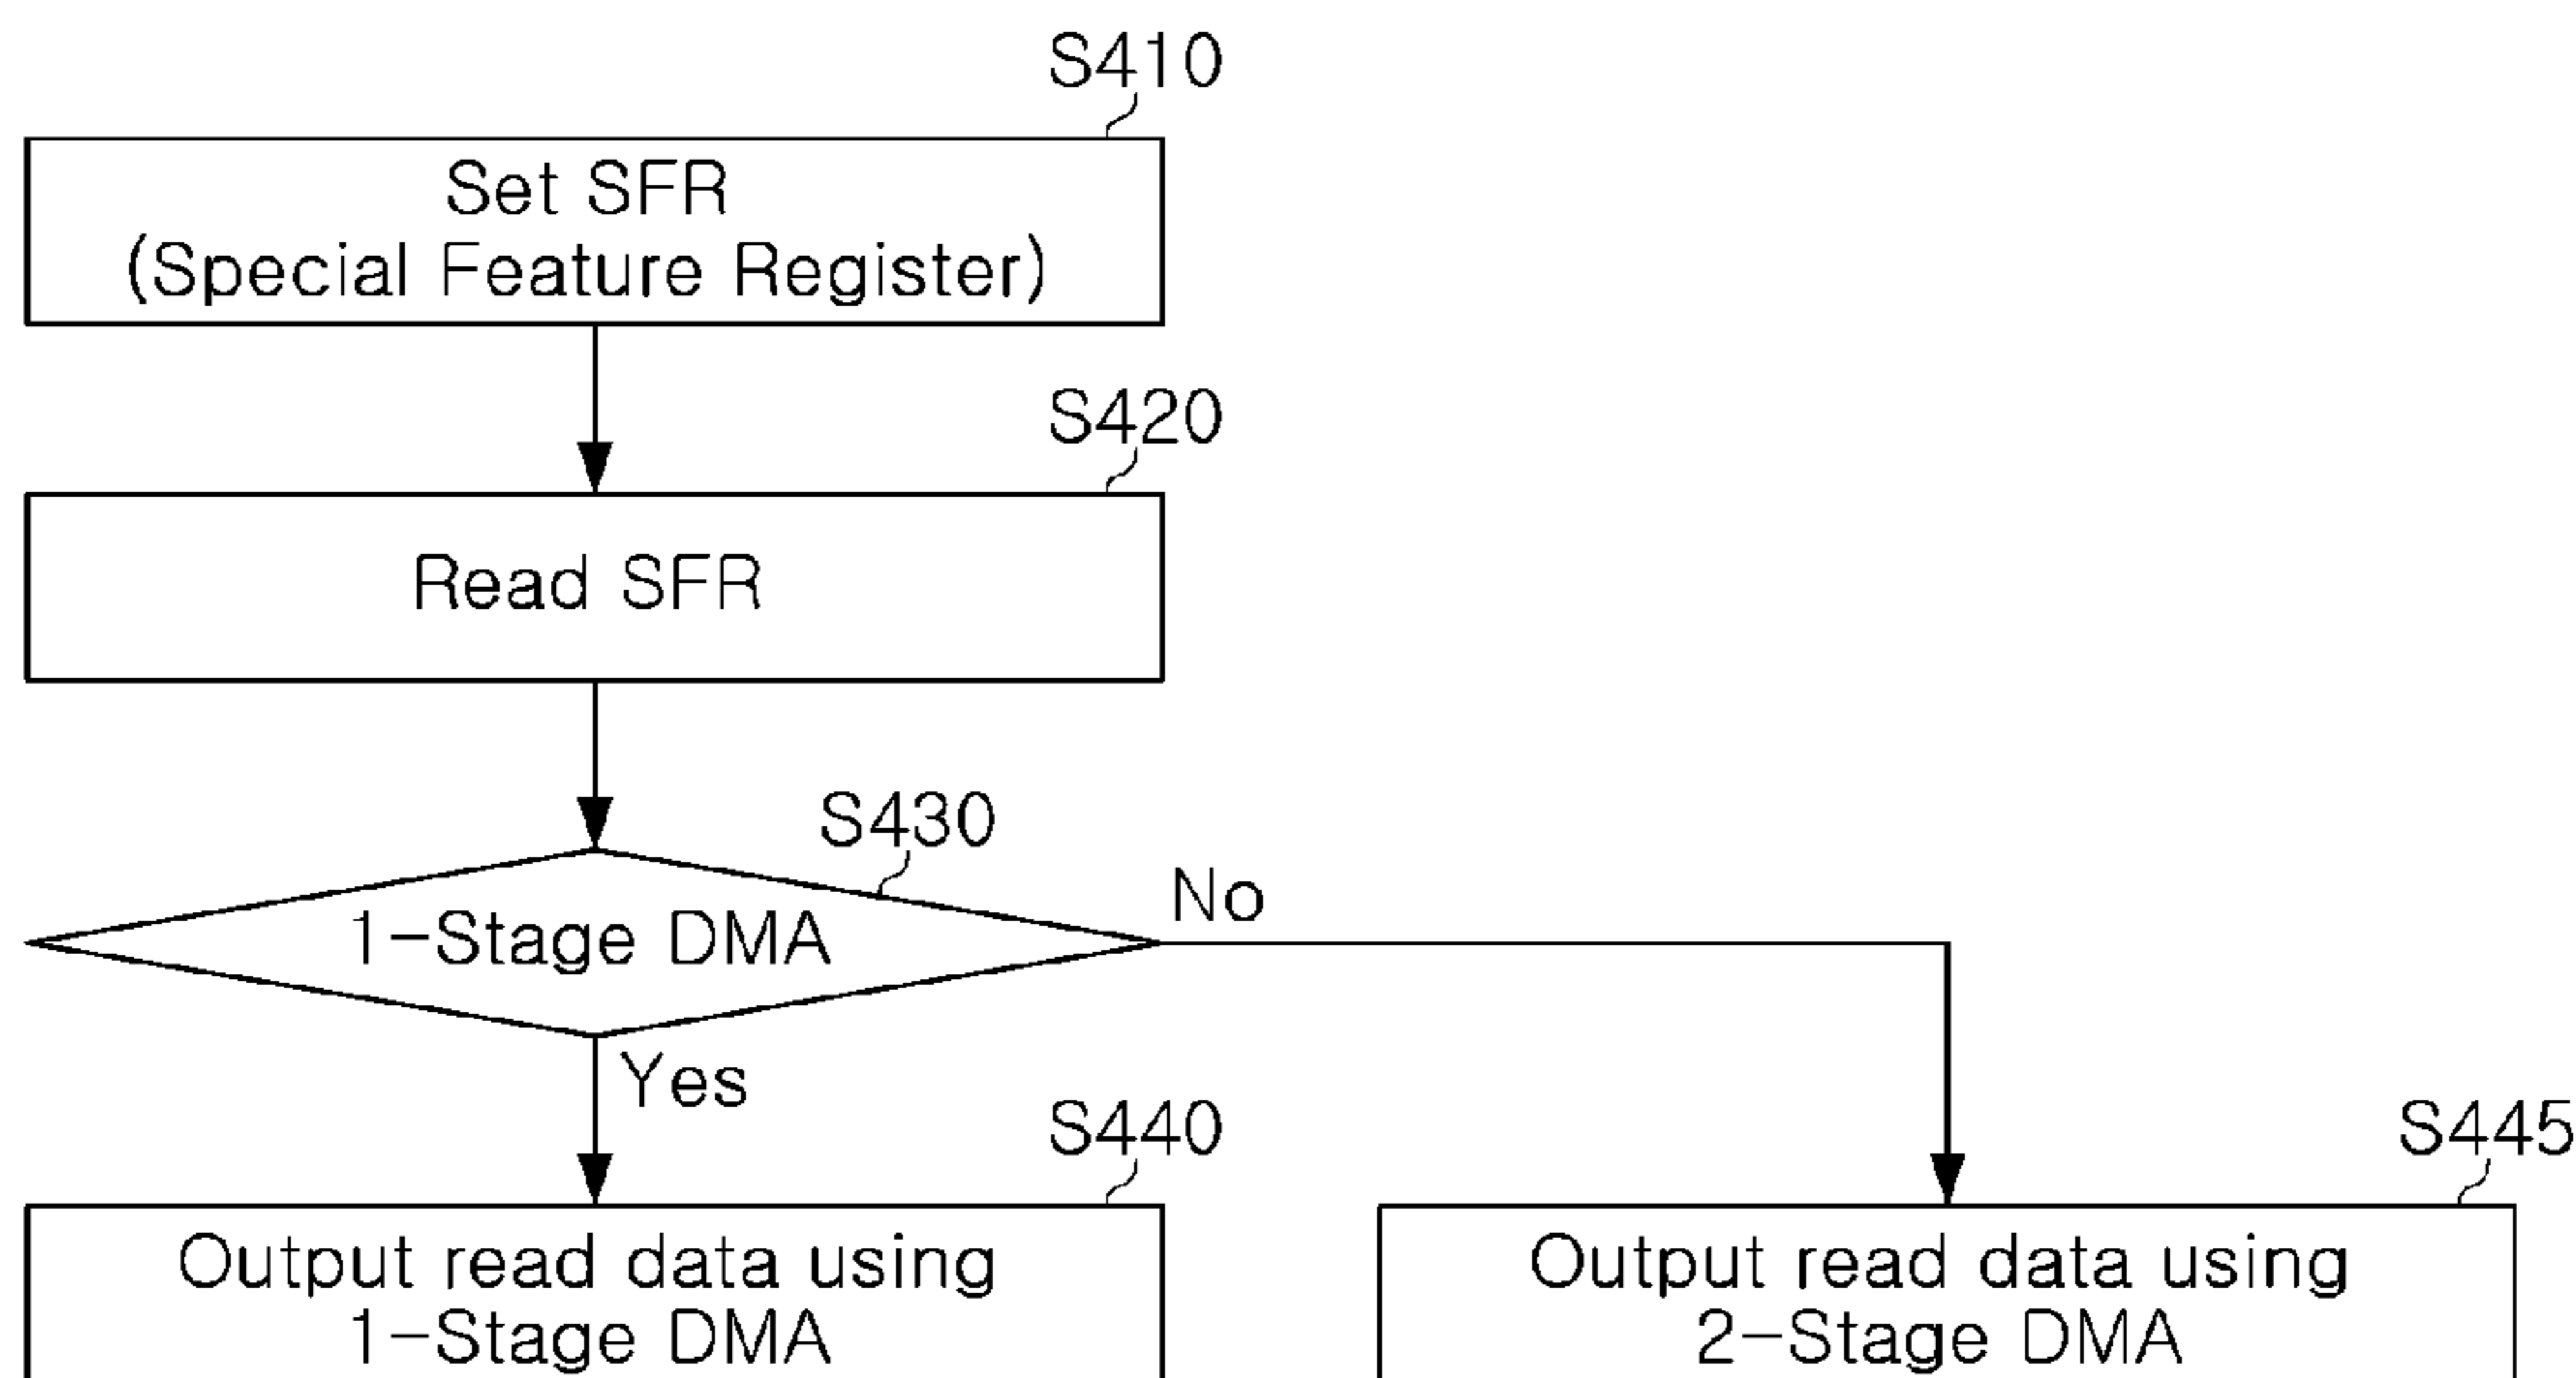 S410
Set SFR
(Special Feature Register)
S420
Read SFR
S430
1-Stage DMA
No
Yes
S440
S445
Output read data using
1-Stage DMA
Output read data using
2-Stage DMA